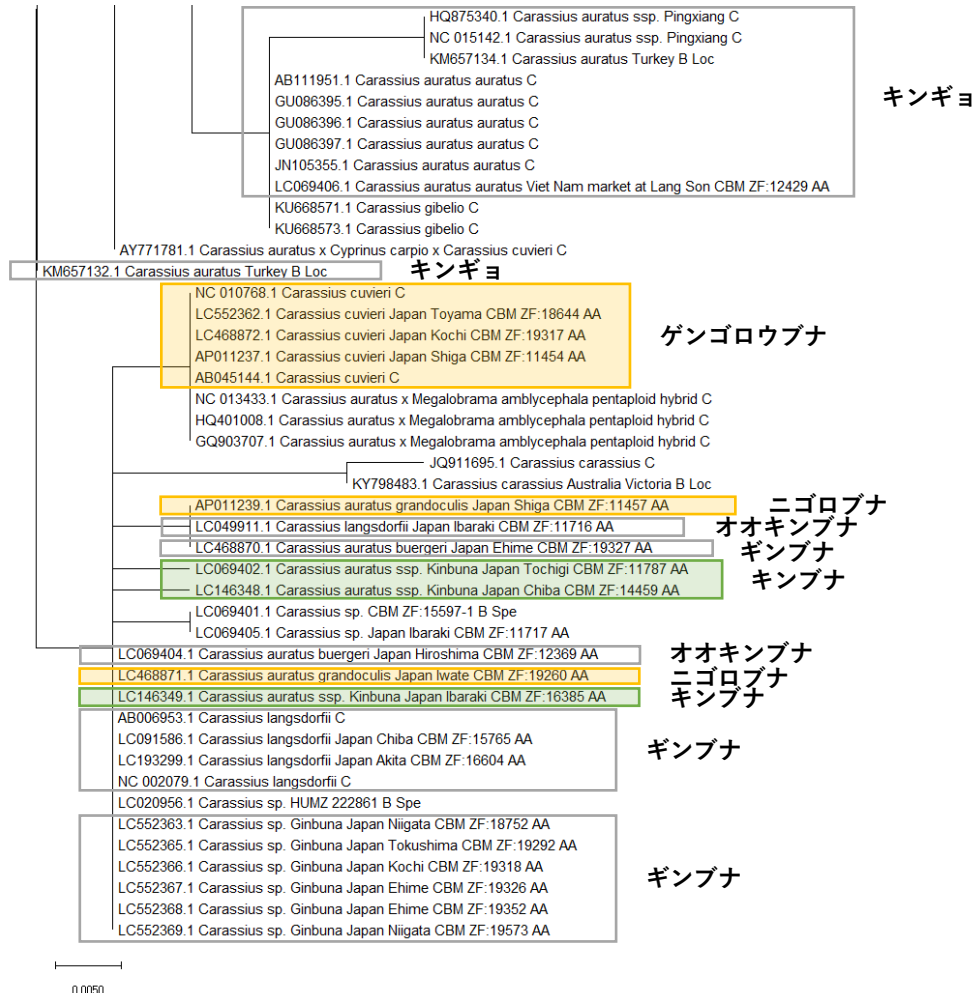 HQ875340.1 Carassius auratus ssp. Pingxiang C
NC 015142.1 Carassius auratus ssp. Pingxiang C
KM657134.1 Carassius auratus Turkey B Loc
AB111951.1 Carassius auratus auratus C
キンギョ
GU086395.1 Carassius auratus auratus C
GU086396.1 Carassius auratus auratus C
GU086397.1 Carassius auratus auratus C
JN105355.1 Carassius auratus auratus C
LC069406.1 Carassius auratus auratus Viet Nam market at Lang Son CBM ZF:12429 AA
KU668571.1 Carassius gibelio C
KU668573.1 Carassius gibelio C
AY771781.1 Carassius auratus x Cyprinus carpio x Carassius cuvieri C
KM657132.1 Carassius auratus Turkey B Loc
キンギョ
NC 010768.1 Carassius cuvieri C
LC552362.1 Carassius cuvieri Japan Toyama CBM ZF:18644 AA
LC468872.1 Carassius cuvieri Japan Kochi CBM ZF:19317 AA
ゲンゴロウブナ
AP011237.1 Carassius cuvieri Japan Shiga CBM ZF:11454 AA
AB045144.1 Carassius cuvieri C
NC 013433.1 Carassius auratus x Megalobrama amblycephala pentaploid hybrid C
HQ401008.1 Carassius auratus x Megalobrama amblycephala pentaploid hybrid C
GQ903707.1 Carassius auratus x Megalobrama amblycephala pentaploid hybrid C
JQ911695.1 Carassius carassius C
KY798483.1 Carassius carassius Australia Victoria B Loc
AP011239.1 Carassius auratus grandoculis Japan Shiga CBM ZF:11457 AA
ニゴロブナ
LC049911.1 Carassius langsdorfii Japan Ibaraki CBM ZF:11716 AA
オオキンブナ
LC468870.1 Carassius auratus buergeri Japan Ehime CBM ZF:19327 AA
ギンブナ
LC069402.1 Carassius auratus ssp. Kinbuna Japan Tochigi CBM ZF:11787 AA
キンブナ
LC146348.1 Carassius auratus ssp. Kinbuna Japan Chiba CBM ZF:14459 AA
LC069401.1 Carassius sp. CBM ZF:15597-1 B Spe
LC069405.1 Carassius sp. Japan Ibaraki CBM ZF:11717 AA
LC069404.1 Carassius auratus buergeri Japan Hiroshima CBM ZF:12369 AA
オオキンブナ
LC468871.1 Carassius auratus grandoculis Japan Iwate CBM ZF:19260 AA
ニゴロブナ
LC146349.1 Carassius auratus ssp. Kinbuna Japan Ibaraki CBM ZF:16385 AA
キンブナ
AB006953.1 Carassius langsdorfii C
LC091586.1 Carassius langsdorfii Japan Chiba CBM ZF:15765 AA
ギンブナ
LC193299.1 Carassius langsdorfii Japan Akita CBM ZF:16604 AA
NC 002079.1 Carassius langsdorfii C
LC020956.1 Carassius sp. HUMZ 222861 B Spe
LC552363.1 Carassius sp. Ginbuna Japan Niigata CBM ZF:18752 AA
LC552365.1 Carassius sp. Ginbuna Japan Tokushima CBM ZF:19292 AA
LC552366.1 Carassius sp. Ginbuna Japan Kochi CBM ZF:19318 AA
ギンブナ
LC552367.1 Carassius sp. Ginbuna Japan Ehime CBM ZF:19326 AA
LC552368.1 Carassius sp. Ginbuna Japan Ehime CBM ZF:19352 AA
LC552369.1 Carassius sp. Ginbuna Japan Niigata CBM ZF:19573 AA
0.0050